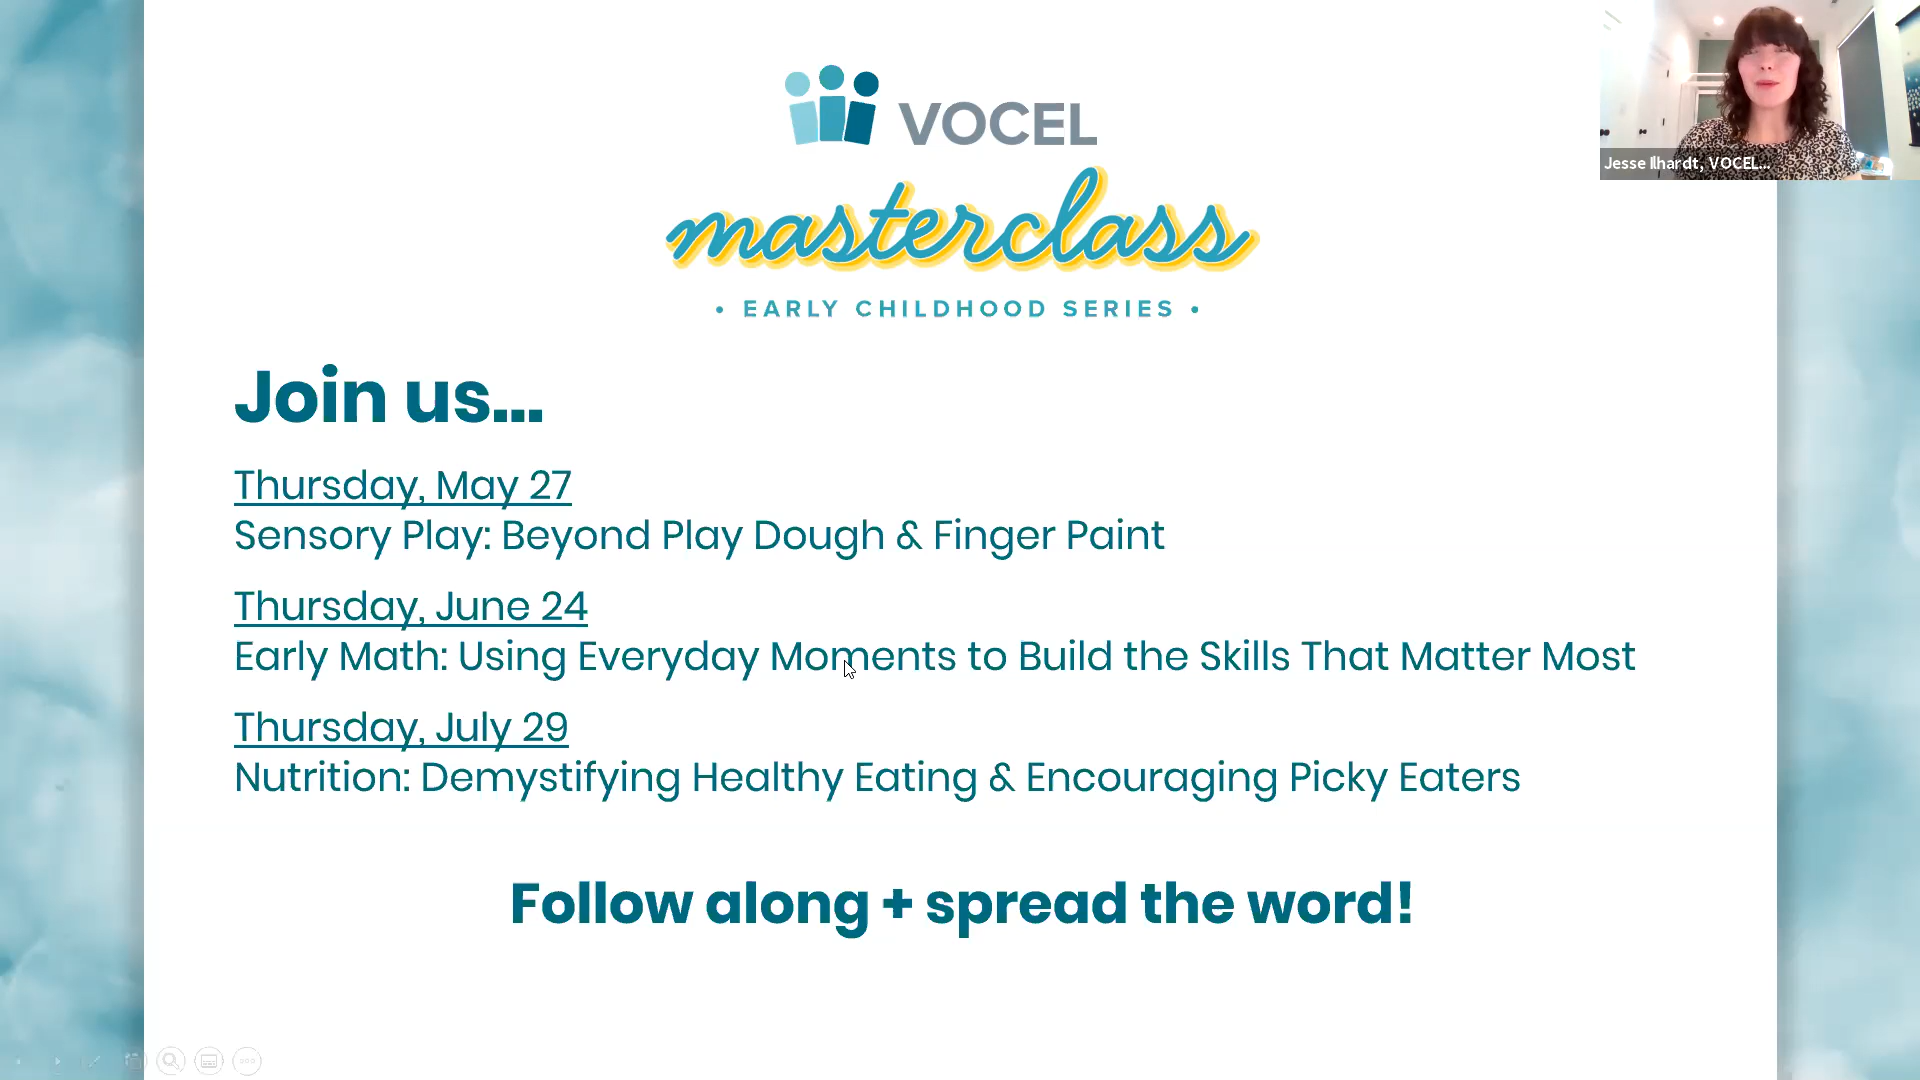 VOCEL
masterclass
• EARLY CHILDHOOD SERIES •
Join us...
Thursday, May 27
Sensory Play: Beyond Play Dough & Finger Paint
Thursday, June 24
Early Math: Using Everyday Moments to Build the Skills That Matter Most
Thursday, July 29
Nutrition: Demystifying Healthy Eating & Encouraging Picky Eaters
Follow along + spread the word!
Jesse Ilhardt, VOCEL...